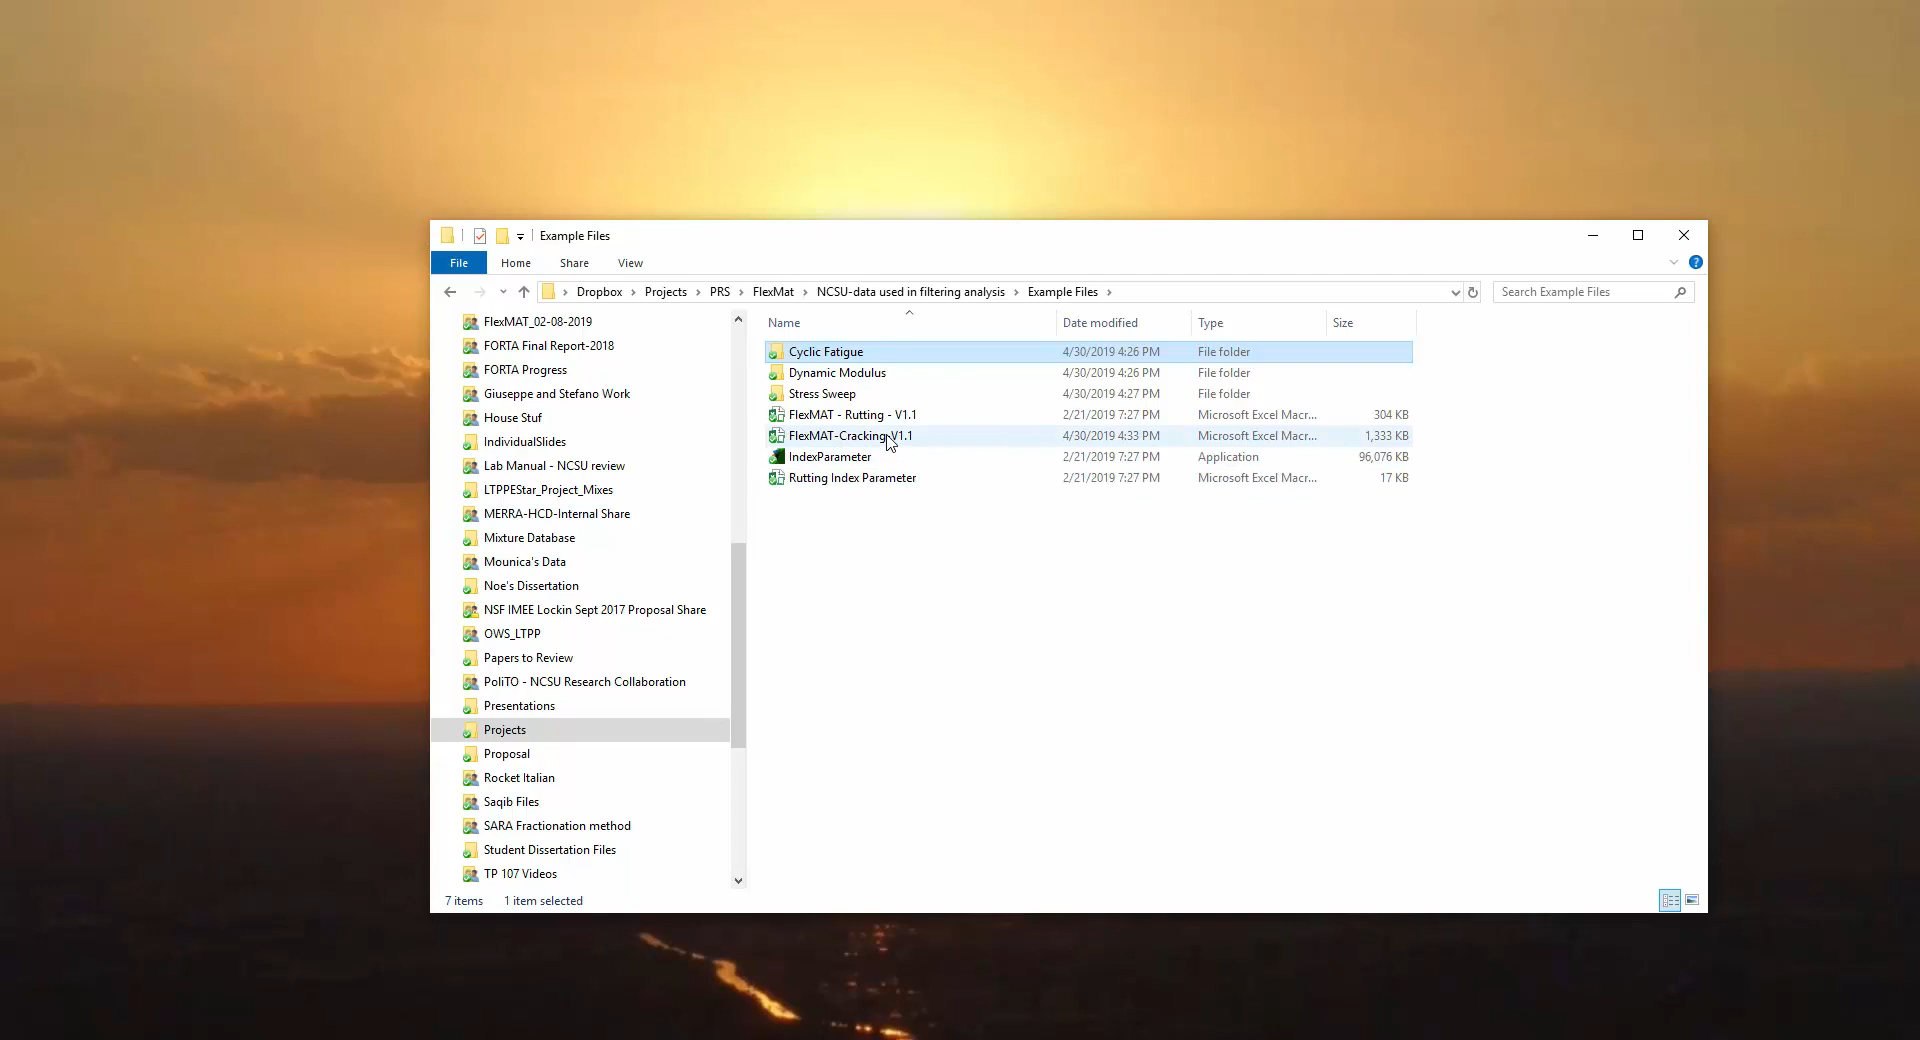 Example Files
File Home Share View
Dropbox Projects PRS FlexMat NCSU-data used in filtering analysis Example Files
Search Example Files
Name Date modified Type Size
Cyclic Fatigue 4/30/2019 4:26 PM File folder
Dynamic Modulus 4/30/2019 4:26 PM File folder
Stress Sweep 4/30/2019 4:27 PM File folder
FlexMAT - Rutting - V1.1 2/21/2019 7:27 PM Microsoft Excel Macr... 304 KB
FlexMAT-Cracking-V1.1 4/30/2019 4:33 PM Microsoft Excel Macr... 1,333 KB
IndexParameter 2/21/2019 7:27 PM Application 96,076 KB
Rutting Index Parameter 2/21/2019 7:27 PM Microsoft Excel Macr... 17 KB
FlexMAT_02-08-2019
FORTA Final Report-2018
FORTA Progress
Giuseppe and Stefano Work
House Stuf
IndividualSlides
Lab Manual - NCSU review
LTPPEStar_Project_Mixes
MERRA-HCD-Internal Share
Mixture Database
Mounica's Data
Noe's Dissertation
NSF IMEE Lockin Sept 2017 Proposal Share
OWS_LTPP
Papers to Review
PoliTO - NCSU Research Collaboration
Presentations
Projects
Proposal
Rocket Italian
Saqib Files
SARA Fractionation method
Student Dissertation Files
TP 107 Videos
7 items 1 item selected